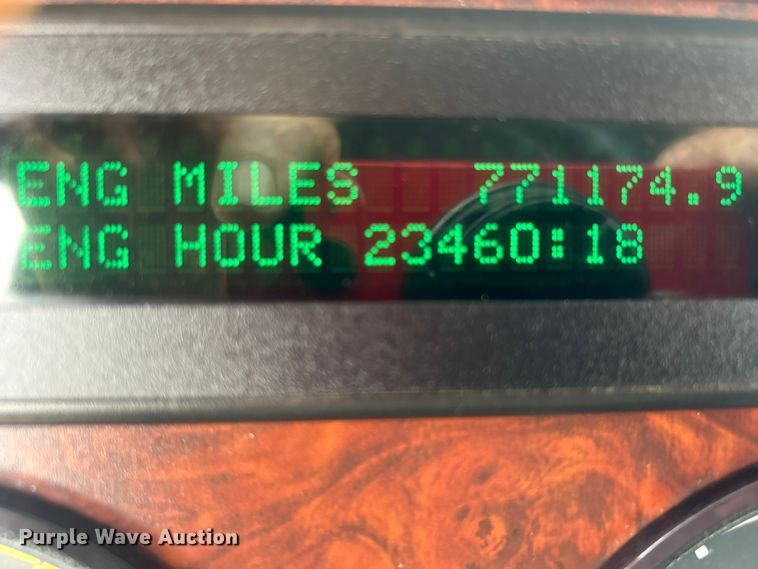 ENG MILES 771174.9
ENG HOUR 23460:18
Purple Wave Auction